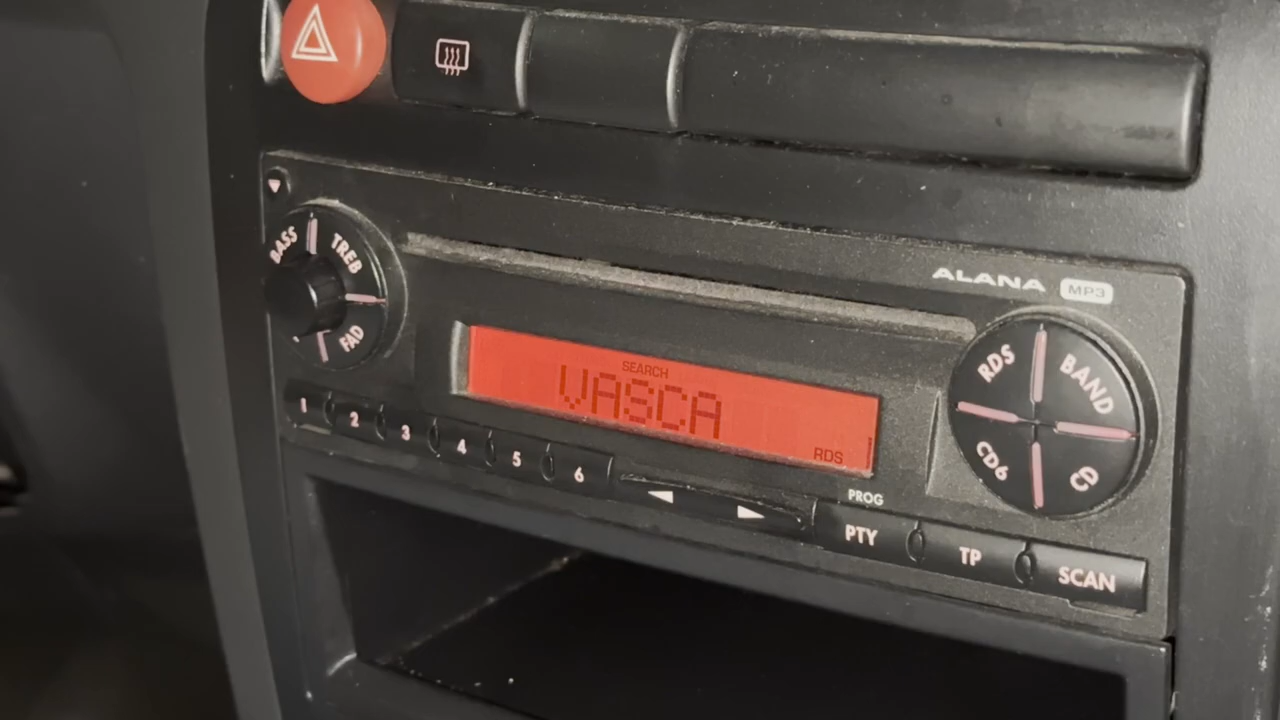 ALANA MP3
BASS TREB
FAD
RDS BAND
CD6 CD
SEARCH
VASCA
RDS
1 2 3 4 5 6
PROG
PTY TP SCAN